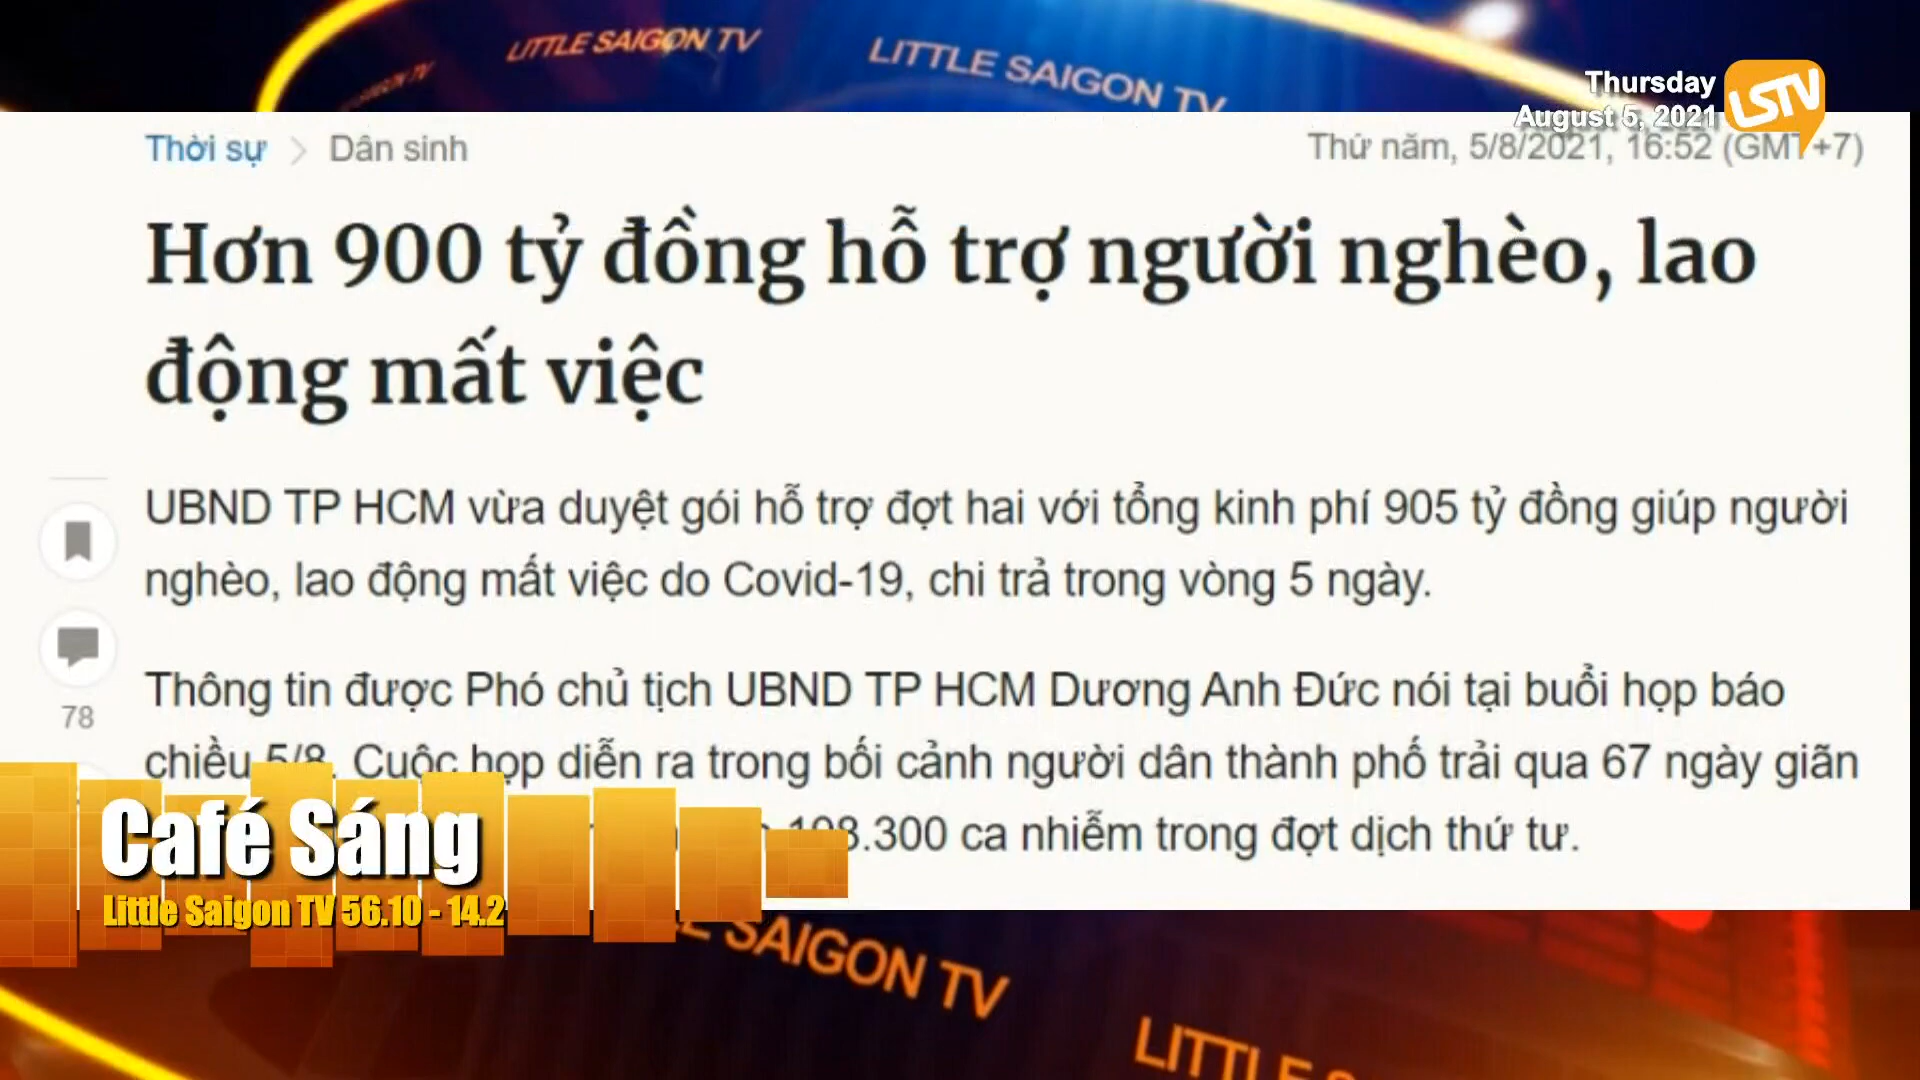 LITTLE SAIGON TV
LITTLE SAIGON TV
SAIGON TV
Thursday
August 5, 2021
LSTV
Thời sự > Dân sinh
Thứ năm, 5/8/2021, 16:52 (GMT+7)
Hơn 900 tỷ đồng hỗ trợ người nghèo, lao
động mất việc
UBND TP HCM vừa duyệt gói hỗ trợ đợt hai với tổng kinh phí 905 tỷ đồng giúp người
nghèo, lao động mất việc do Covid-19, chi trả trong vòng 5 ngày.
Thông tin được Phó chủ tịch UBND TP HCM Dương Anh Đức nói tại buổi họp báo
78
chiều 5/8. Cuộc họp diễn ra trong bối cảnh người dân thành phố trải qua 67 ngày giãn
ca nhiễm trong đợt dịch thứ tư.
Café Sáng
Little Saigon TV 56.10 - 14.2
SAIGON TV